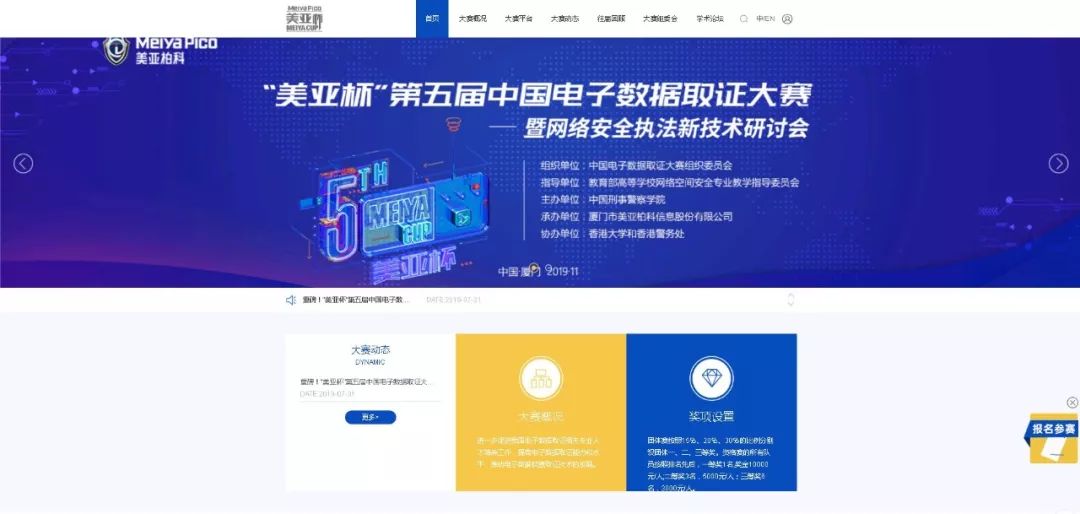 MeiyaPico
美亚杯
MEIYA CUP
首页
大赛概况
大赛平台
大赛动态
往届回顾
大赛组委会
学术论坛
中/EN
MeiyaPico
美亚柏科
“美亚杯”第五届中国电子数据取证大赛
暨网络安全执法新技术研讨会
组织单位：中国电子数据取证大赛组织委员会
指导单位：教育部高等学校网络空间安全专业教学指导委员会
主办单位：中国刑事警察学院
承办单位：厦门市美亚柏科信息股份有限公司
协办单位：香港大学和香港警务处
5TH
MEIYA
CUP
美亚杯
中国·厦门 2019·11
重磅！“美亚杯”第五届中国电子数...
DATE:2019-07-31
大赛动态
DYNAMIC
重磅！“美亚杯”第五届中国电子数据取证大...
DATE:2019-07-31
更多+
大赛概况
进一步促进我国电子数据取证相关专业人
才培养工作，提高电子数据取证能力和水
平，推动电子数据调查取证技术的发展。
奖项设置
团体赛按照15%、20%、30%的比例分别
设团体一、二、三等奖。资格赛的所有队
员按照排名先后，一等奖1名,奖金10000
元/人;二等奖3名，5000元/人；三等奖6
名，3000元/人。
报名参赛